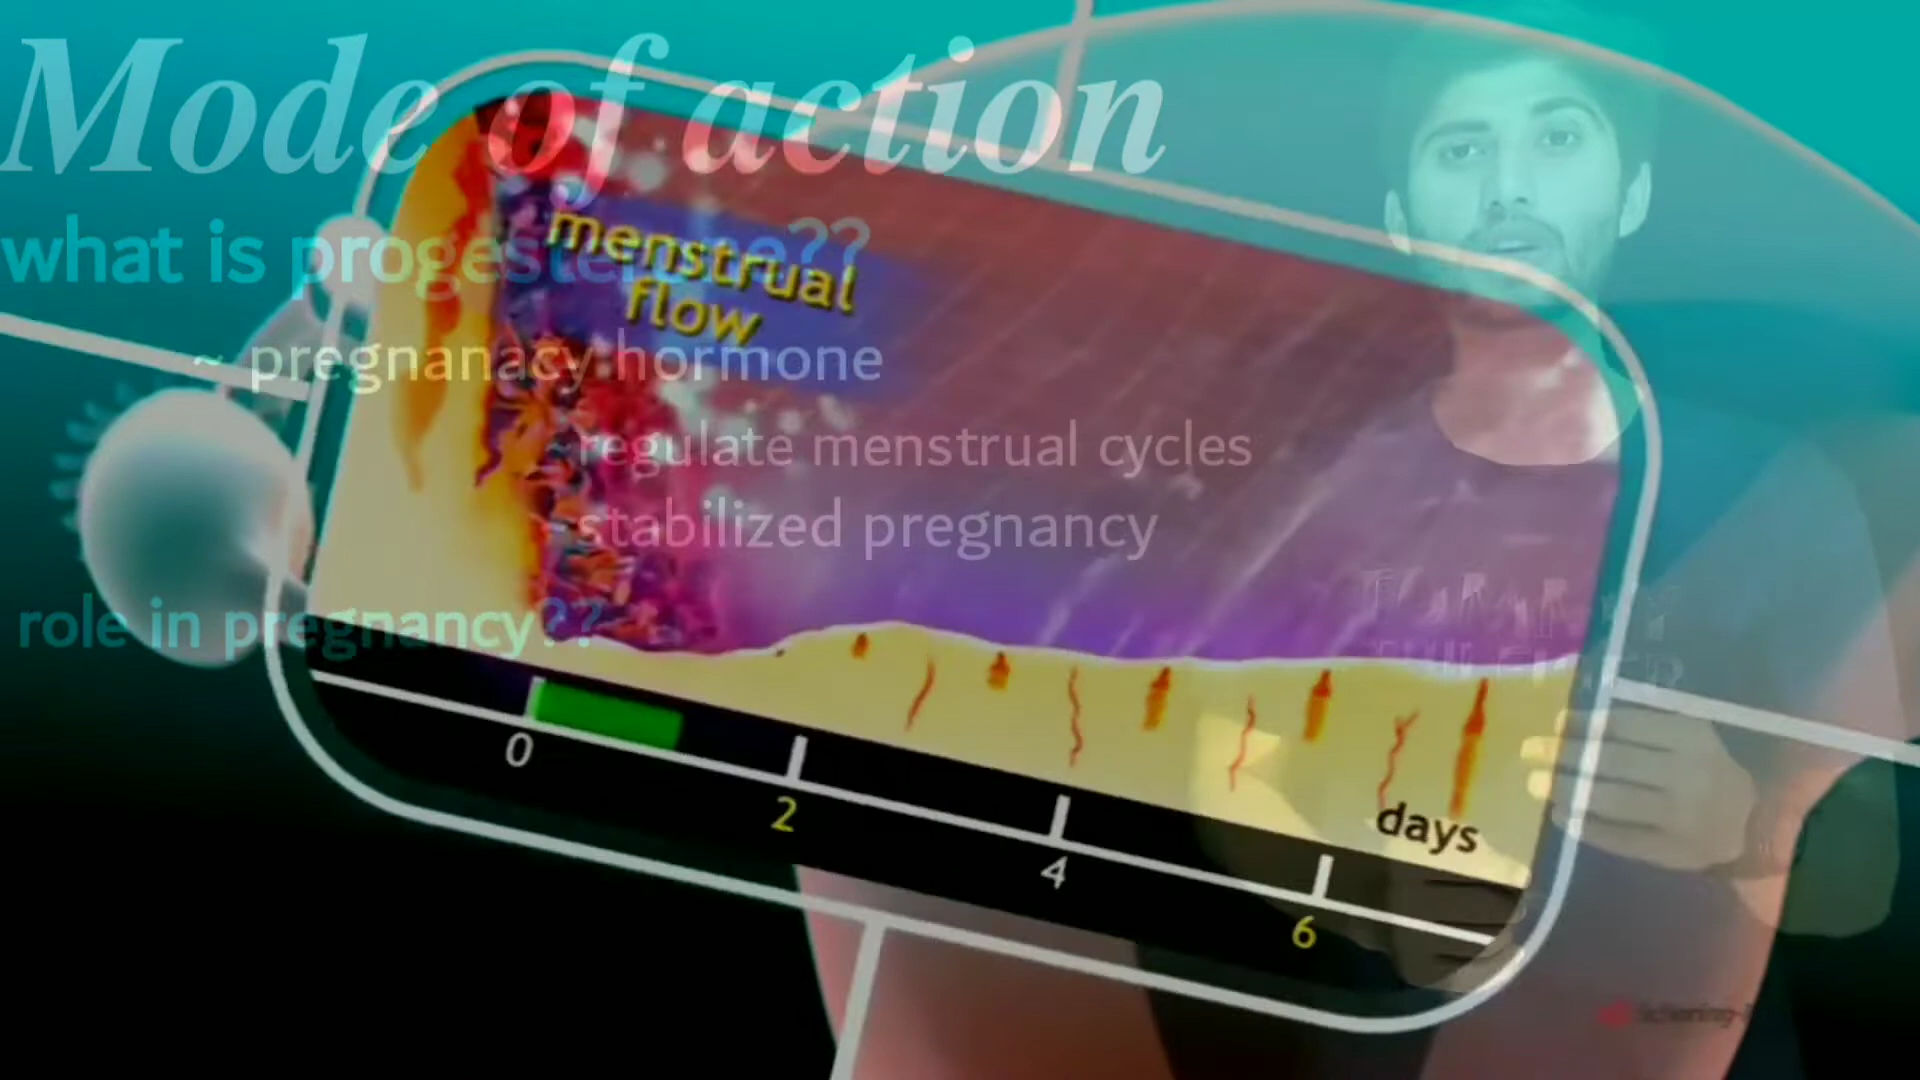 Mode of action
what is progesterone??
menstrual
flow
~ pregnanacy hormone
regulate menstrual cycles
stabilized pregnancy
role in pregnancy??
0
2
4
6
days
Schering-